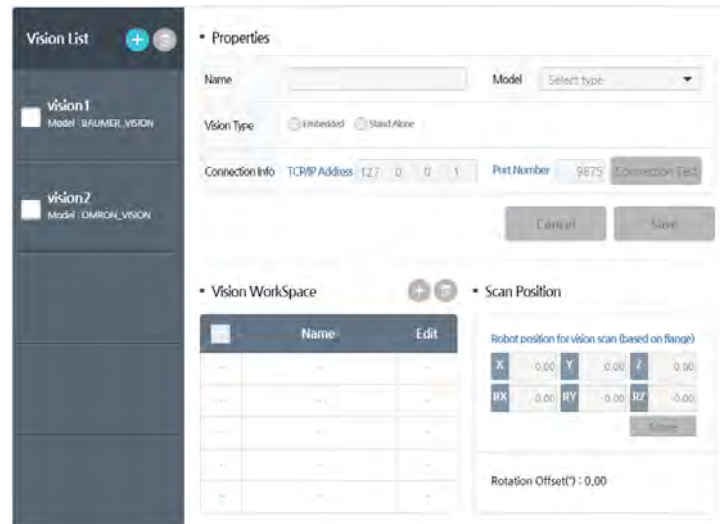 Vision List
vision1
Model : BAUMER_VISION
vision2
Model : OMRON_VISION
• Properties
Name
Model Select type
Vision Type Embedded Stand Alone
Connection Info TCP/IP Address 127 0 0 1 Port Number 9875 Connection Test
Cancel Save
• Vision WorkSpace
Name Edit
- - -
- - -
- - -
- - -
- - -
• Scan Position
Robot position for vision scan (based on flange)
X 0.00 Y 0.00 Z 0.00
RX 0.00 RY 0.00 RZ 0.00
Rotation Offset(°) : 0.00